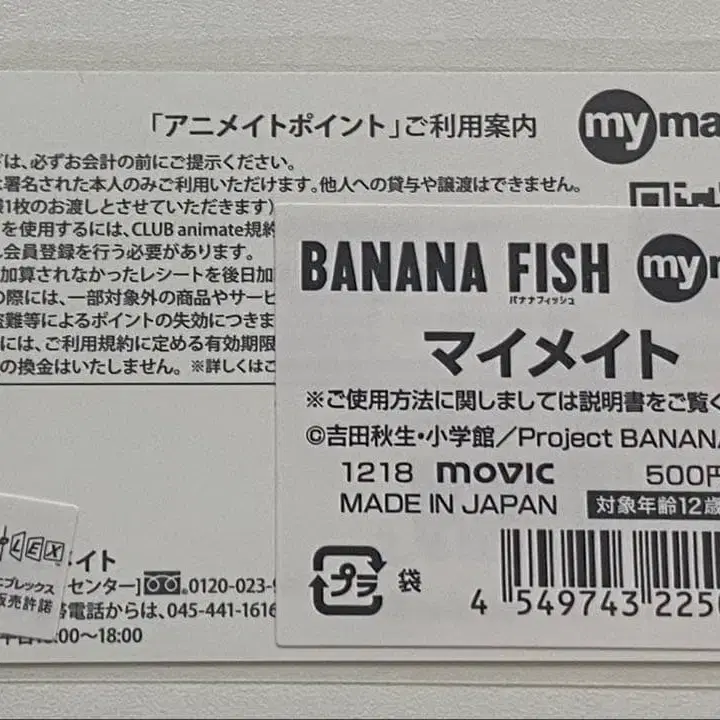 「アニメイトポイント」ご利用案内
my ma
は、必ずお会計の前にご提示ください。
署名された本人のみご利用いただけます。他人への貸与や譲渡はできません。
1枚のお渡しとさせていただきます)
を使用するには、CLUB animate規約
会員登録を行う必要があります。
加算されなかったレシートを後日加
の際には、一部対象外の商品やサービ
盗難等によるポイントの失効につきま
には、ご利用規約に定める有効期限
の換金はいたしません。 ※詳しくはご
BANANA FISH my
バナナフィッシュ
マイメイト
※ご使用方法に関しましては説明書をご覧く
©吉田秋生・小学館/Project BANANA
1218 movic 500円
MADE IN JAPAN 対象年齢12歳
プラ 袋
4 549743 225
LEX
プレックス
販売許諾
イト
センター] 0120-023-
電話からは、045-441-1616
00〜18:00